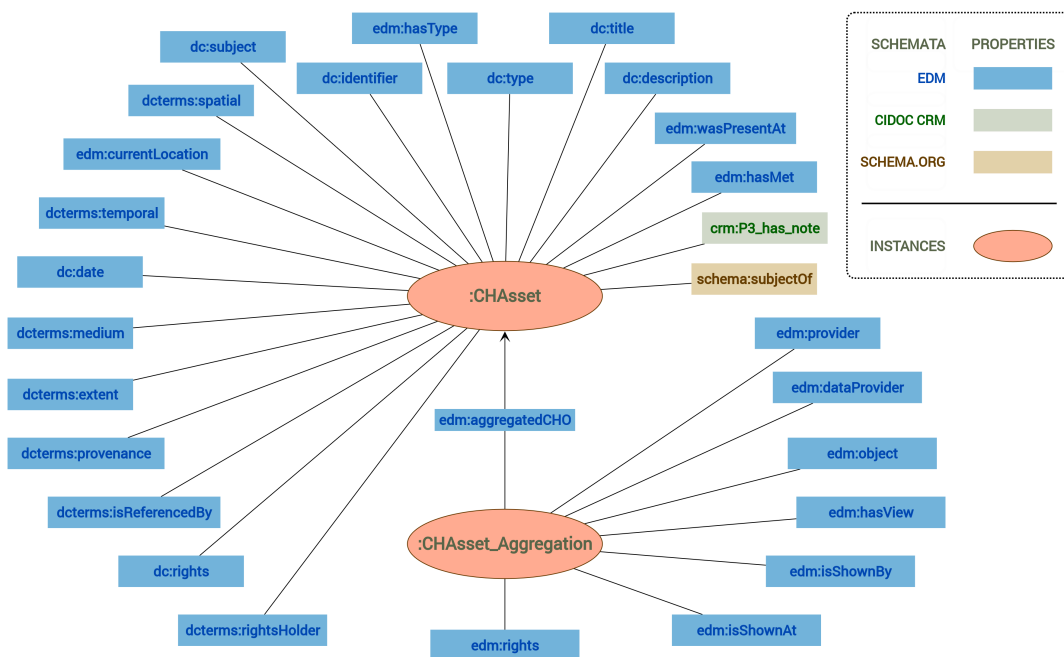 edm:hasType
dc:title
dc:subject
dc:identifier
dc:type
dc:description
dcterms:spatial
edm:wasPresentAt
edm:currentLocation
edm:hasMet
dcterms:temporal
crm:P3_has_note
dc:date
schema:subjectOf
:CHAsset
dcterms:medium
edm:provider
dcterms:extent
edm:dataProvider
edm:aggregatedCHO
dcterms:provenance
edm:object
dcterms:isReferencedBy
edm:hasView
:CHAsset_Aggregation
dc:rights
edm:isShownBy
dcterms:rightsHolder
edm:isShownAt
edm:rights
SCHEMATA PROPERTIES
EDM
CIDOC CRM
SCHEMA.ORG
INSTANCES